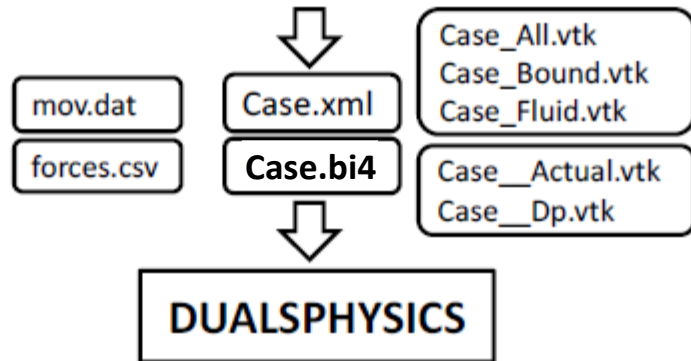 mov.dat
forces.csv
Case.xml
Case.bi4
Case_All.vtk
Case_Bound.vtk
Case_Fluid.vtk
Case__Actual.vtk
Case__Dp.vtk
DUALSPHYSICS